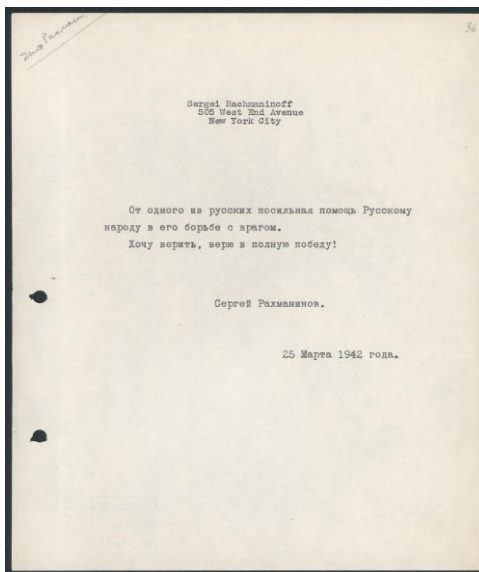 Sergei Rachmaninoff
505 West End Avenue
New York City
От одного из русских посильная помощь Русскому
народу в его борьбе с врагом.
Хочу верить, верю в полную победу!
Сергей Рахманинов.
25 Марта 1942 года.